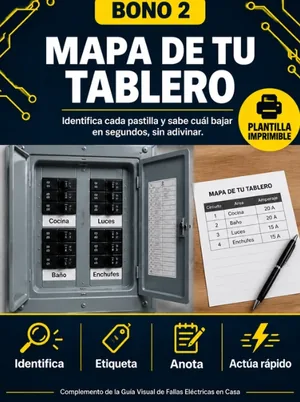 BONO 2
MAPA DE TU
TABLERO
Identifica cada pastilla y sabe cuál bajar
en segundos, sin adivinar.
PLANTILLA
IMPRIMIBLE
Cocina
Luces
Baño
Enchufes
MAPA DE TU TABLERO
Circuito Área Amperaje
1 Cocina 20 A
2 Baño 20 A
3 Luces 15 A
4 Enchufes 15 A
Identifica
Etiqueta
Anota
Actúa rápido
Complemento de la Guía Visual de Fallas Eléctricas en Casa